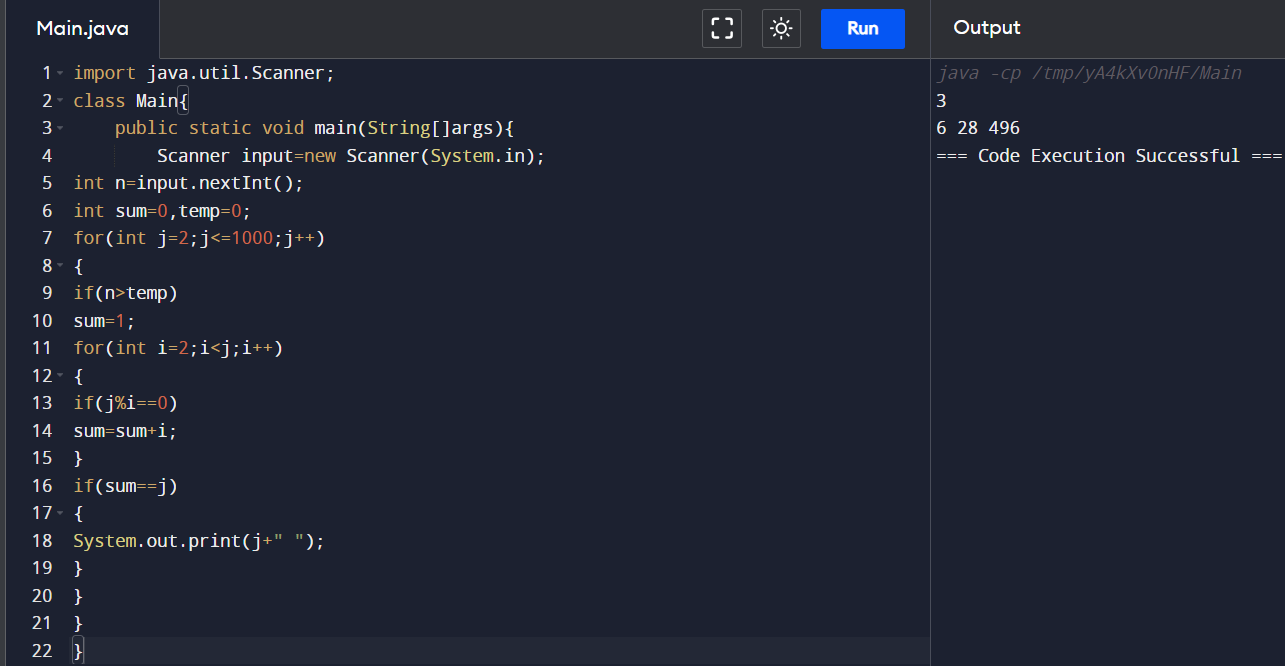 Main.java
Run
Output
1 import java.util.Scanner;
2 class Main{
3 public static void main(String[]args){
4 Scanner input=new Scanner(System.in);
5 int n=input.nextInt();
6 int sum=0,temp=0;
7 for(int j=2;j<=1000;j++)
8 {
9 if(n>temp)
10 sum=1;
11 for(int i=2;i<j;i++)
12 {
13 if(j%i==0)
14 sum=sum+i;
15 }
16 if(sum==j)
17 {
18 System.out.print(j+" ");
19 }
20 }
21 }
22 }
java -cp /tmp/yA4kXvOnHF/Main
3
6 28 496
=== Code Execution Successful ===